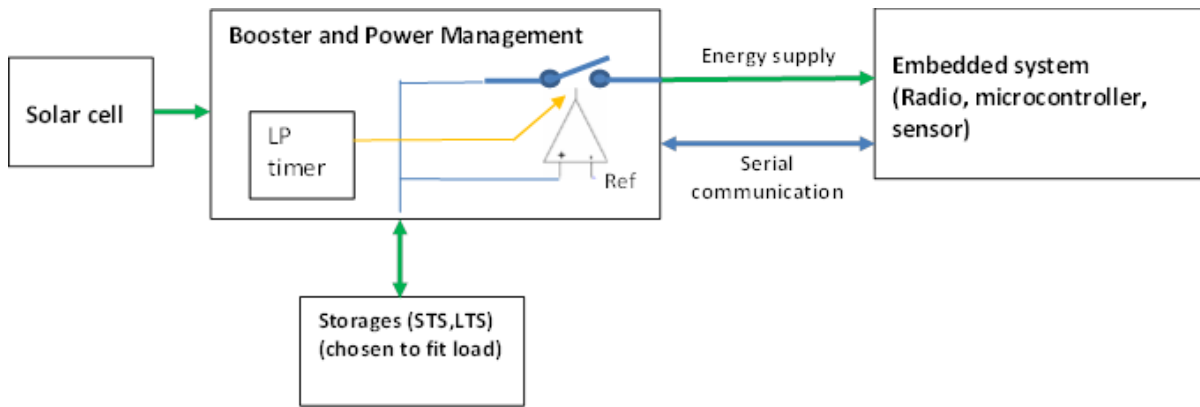 Booster and Power Management
Solar cell
LP
timer
+
-
Ref
Energy supply
Serial
communication
Embedded system
(Radio, microcontroller,
sensor)
Storages (STS,LTS)
(chosen to fit load)